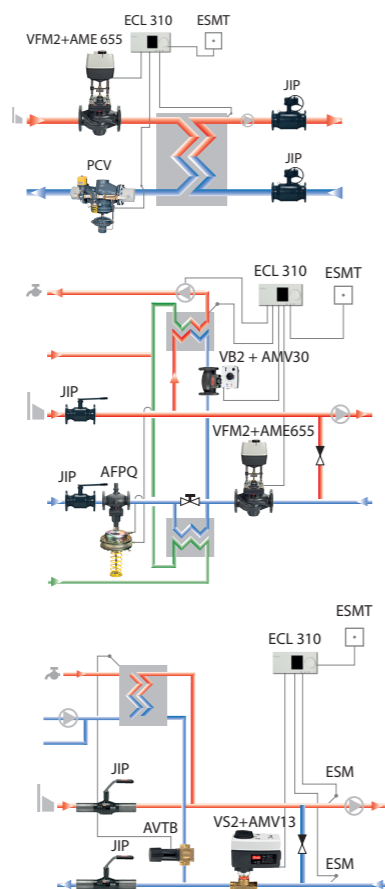 ECL 310
ESMT
VFM2+AME 655
JIP
PCV
JIP
ECL 310
ESMT
VB2 + AMV30
JIP
VFM2+AME655
JIP
AFPQ
ESMT
ECL 310
JIP
ESM
AVTB
VS2+AMV13
JIP
ESM